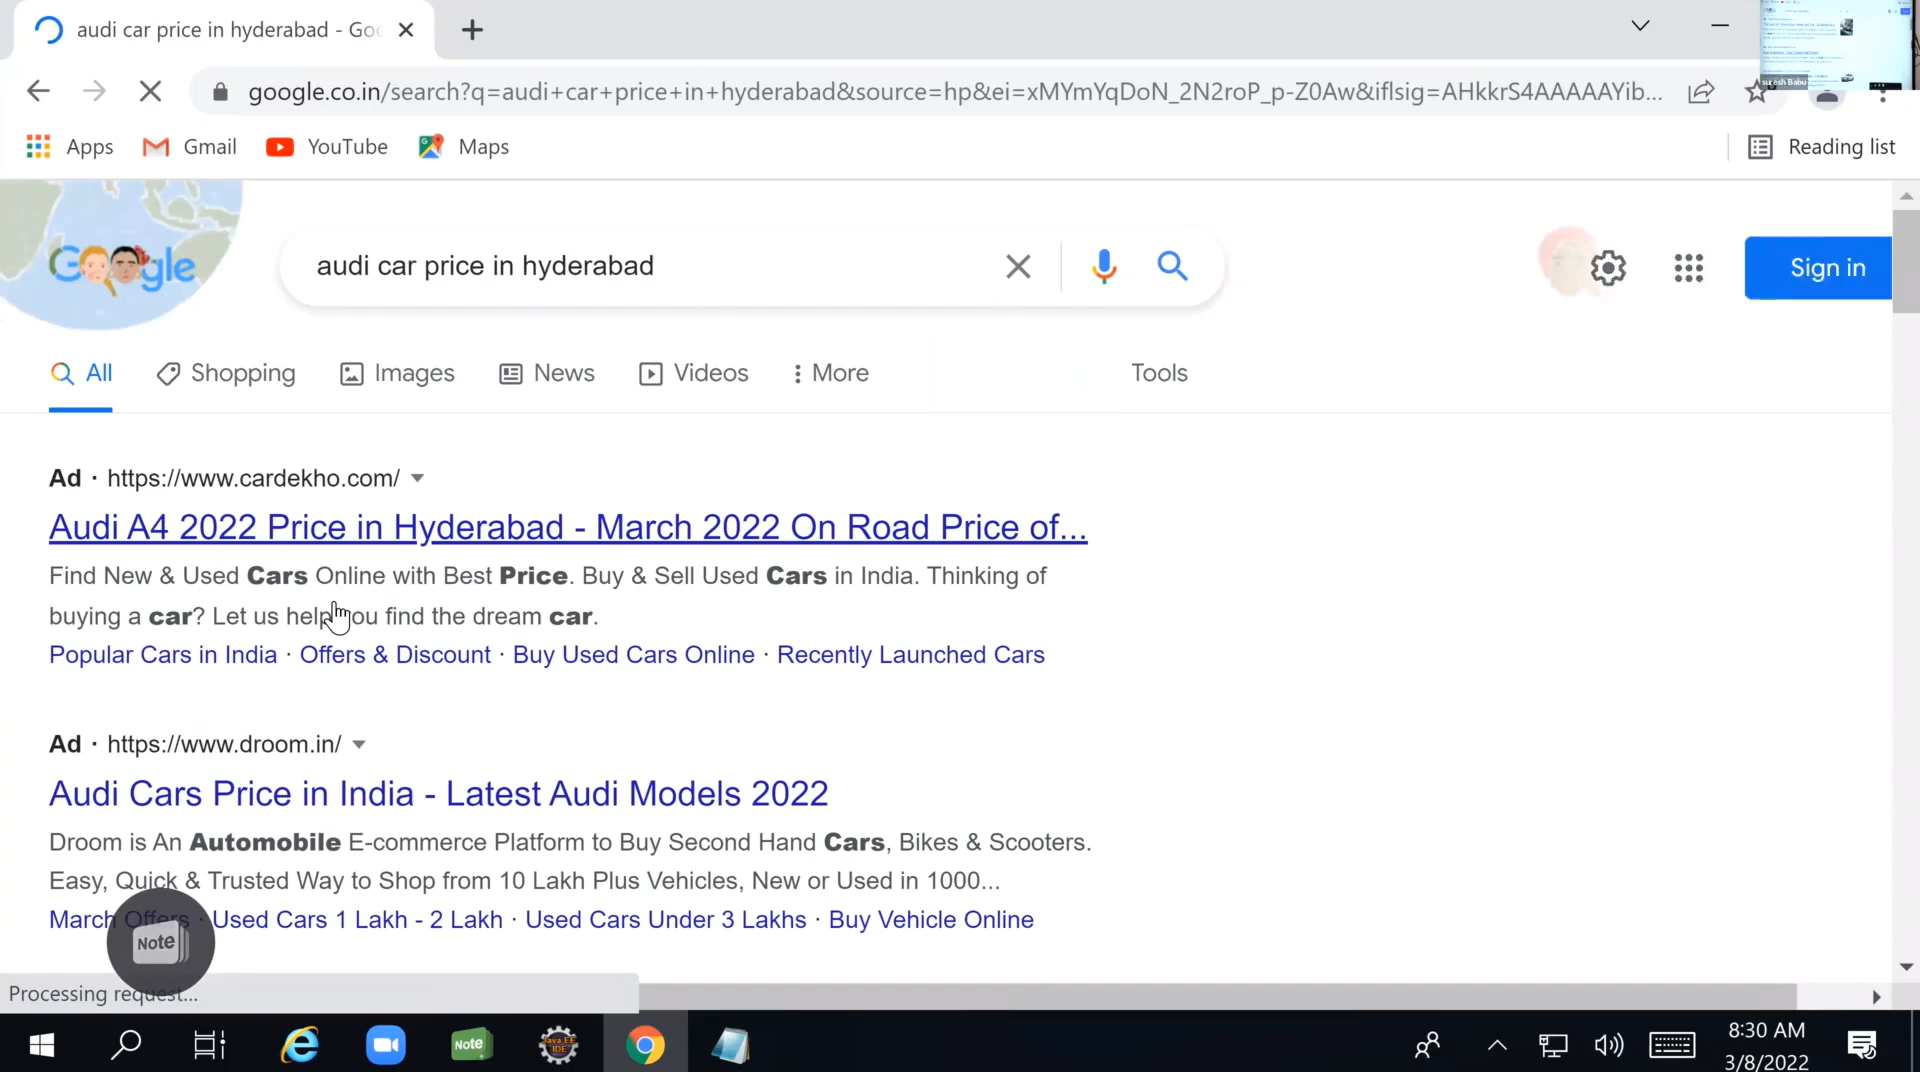 audi car price in hyderabad - Goo
google.co.in/search?q=audi+car+price+in+hyderabad&source=hp&ei=xMYmYqDoN_2N2roP_p-Z0Aw&iflsig=AHkkrS4AAAAAYib...
Apps Gmail YouTube Maps Reading list
Google
audi car price in hyderabad
Sign in
All Shopping Images News Videos More Tools
Ad · https://www.cardekho.com/
Audi A4 2022 Price in Hyderabad - March 2022 On Road Price of...
Find New & Used Cars Online with Best Price. Buy & Sell Used Cars in India. Thinking of
buying a car? Let us help you find the dream car.
Popular Cars in India · Offers & Discount · Buy Used Cars Online · Recently Launched Cars
Ad · https://www.droom.in/
Audi Cars Price in India - Latest Audi Models 2022
Droom is An Automobile E-commerce Platform to Buy Second Hand Cars, Bikes & Scooters.
Easy, Quick & Trusted Way to Shop from 10 Lakh Plus Vehicles, New or Used in 1000...
March Offers · Used Cars 1 Lakh - 2 Lakh · Used Cars Under 3 Lakhs · Buy Vehicle Online
Note
Processing request...
Note
Java EE
IDE
8:30 AM
3/8/2022